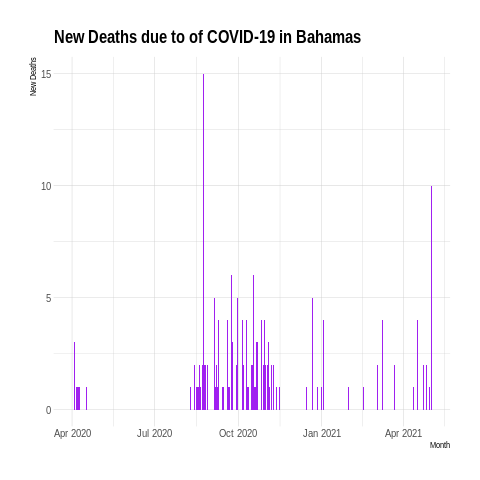 New Deaths due to of COVID-19 in Bahamas
New Deaths
15
10
5
0
Apr 2020 Jul 2020 Oct 2020 Jan 2021 Apr 2021
Month